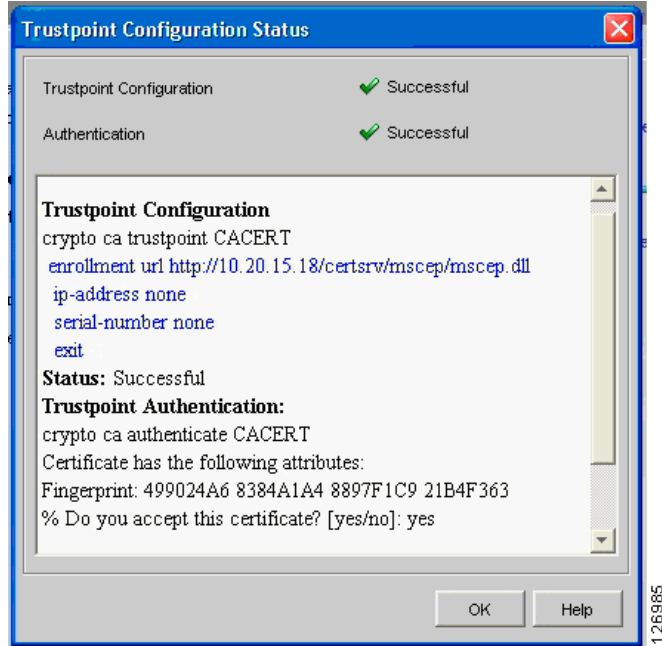 Trustpoint Configuration Status
Trustpoint Configuration Successful
Authentication Successful
Trustpoint Configuration
crypto ca trustpoint CACERT
enrollment url http://10.20.15.18/certsrv/mscep/mscep.dll
ip-address none
serial-number none
exit
Status: Successful
Trustpoint Authentication:
crypto ca authenticate CACERT
Certificate has the following attributes:
Fingerprint: 499024A6 8384A1A4 8897F1C9 21B4F363
% Do you accept this certificate? [yes/no]: yes
OK Help
126985